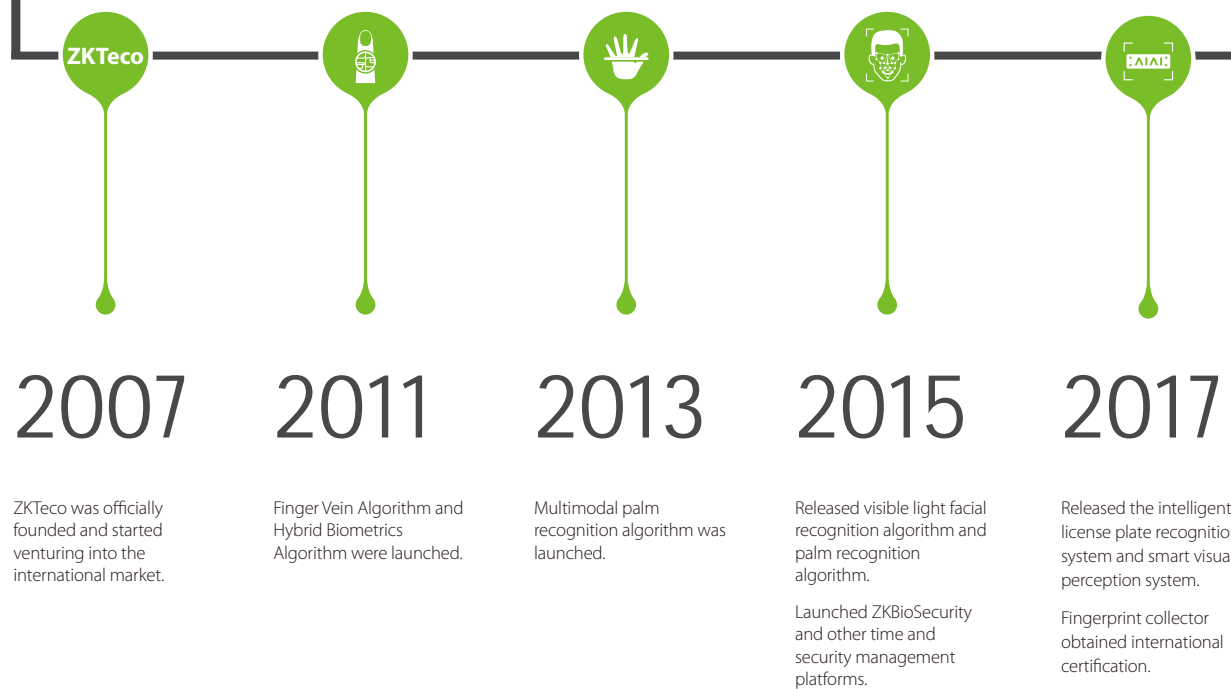 ZKTeco
2007
ZKTeco was officially
founded and started
venturing into the
international market.
2011
Finger Vein Algorithm and
Hybrid Biometrics
Algorithm were launched.
2013
Multimodal palm
recognition algorithm was
launched.
2015
Released visible light facial
recognition algorithm and
palm recognition
algorithm.
Launched ZKBioSecurity
and other time and
security management
platforms.
2017
Released the intelligent
license plate
system and smart
perception system.
Fingerprint collector
obtained international
certification.